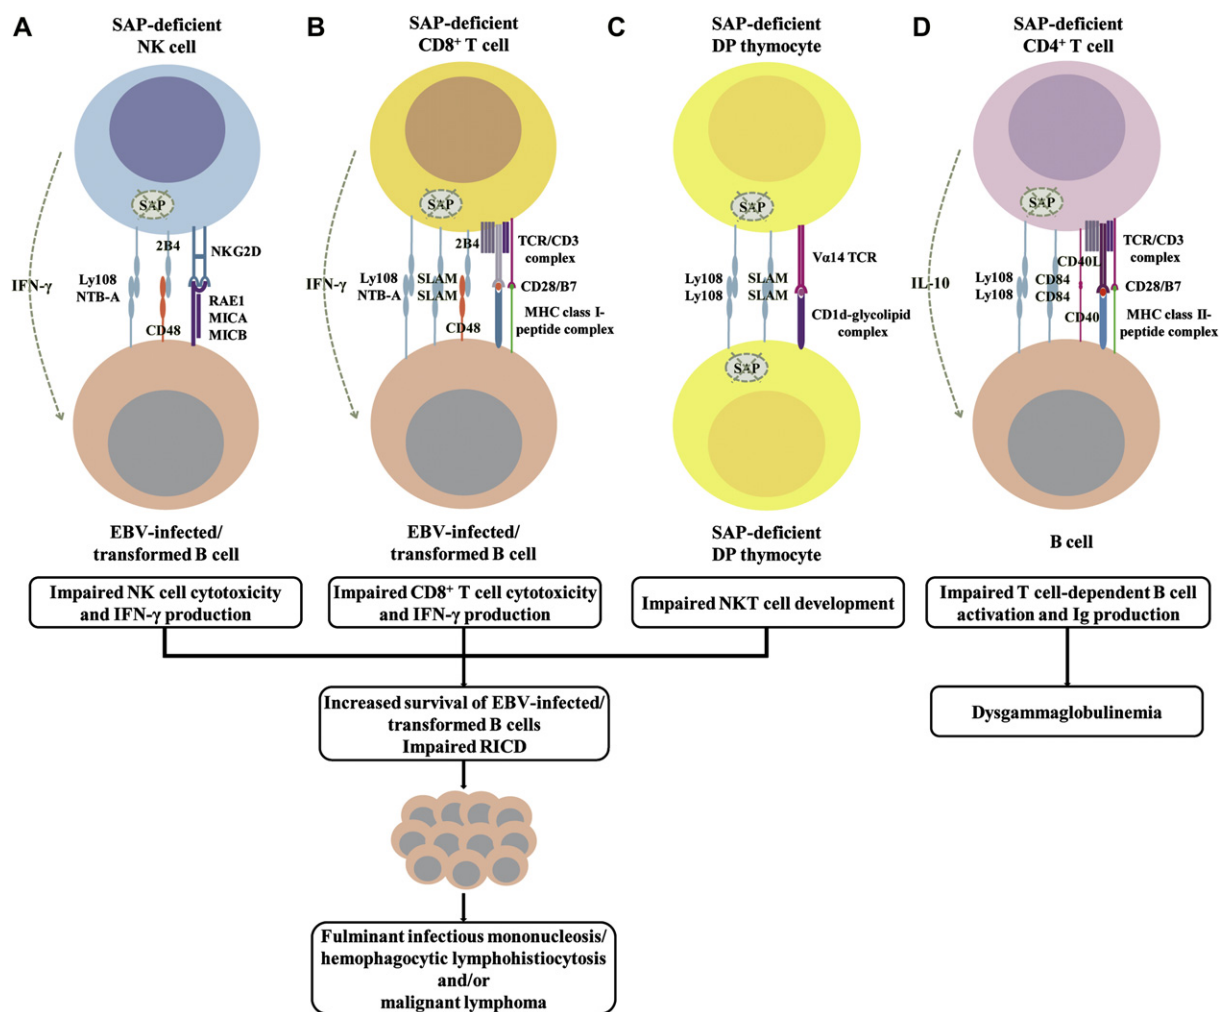 A
SAP-deficient
NK cell
SAP
2B4
NKG2D
IFN-γ
Ly108
NTB-A
RAE1
MICA
MICB
CD48
EBV-infected/
transformed B cell
Impaired NK cell cytotoxicity
and IFN-γ production
B
SAP-deficient
CD8⁺ T cell
SAP
2B4
TCR/CD3
complex
IFN-γ
Ly108
NTB-A
SLAM
SLAM
CD28/B7
CD48
MHC class I-
peptide complex
EBV-infected/
transformed B cell
Impaired CD8⁺ T cell cytotoxicity
and IFN-γ production
C
SAP-deficient
DP thymocyte
SAP
Vα14 TCR
Ly108
Ly108
SLAM
SLAM
CD1d-glycolipid
complex
SAP
SAP-deficient
DP thymocyte
Impaired NKT cell development
D
SAP-deficient
CD4⁺ T cell
SAP
TCR/CD3
complex
CD40L
IL-10
Ly108
Ly108
CD84
CD84
CD28/B7
CD40
MHC class II-
peptide complex
B cell
Impaired T cell-dependent B cell
activation and Ig production
Increased survival of EBV-infected/
transformed B cells
Impaired RICD
Dysgammaglobulinemia
Fulminant infectious mononucleosis/
hemophagocytic lymphohistiocytosis
and/or
malignant lymphoma